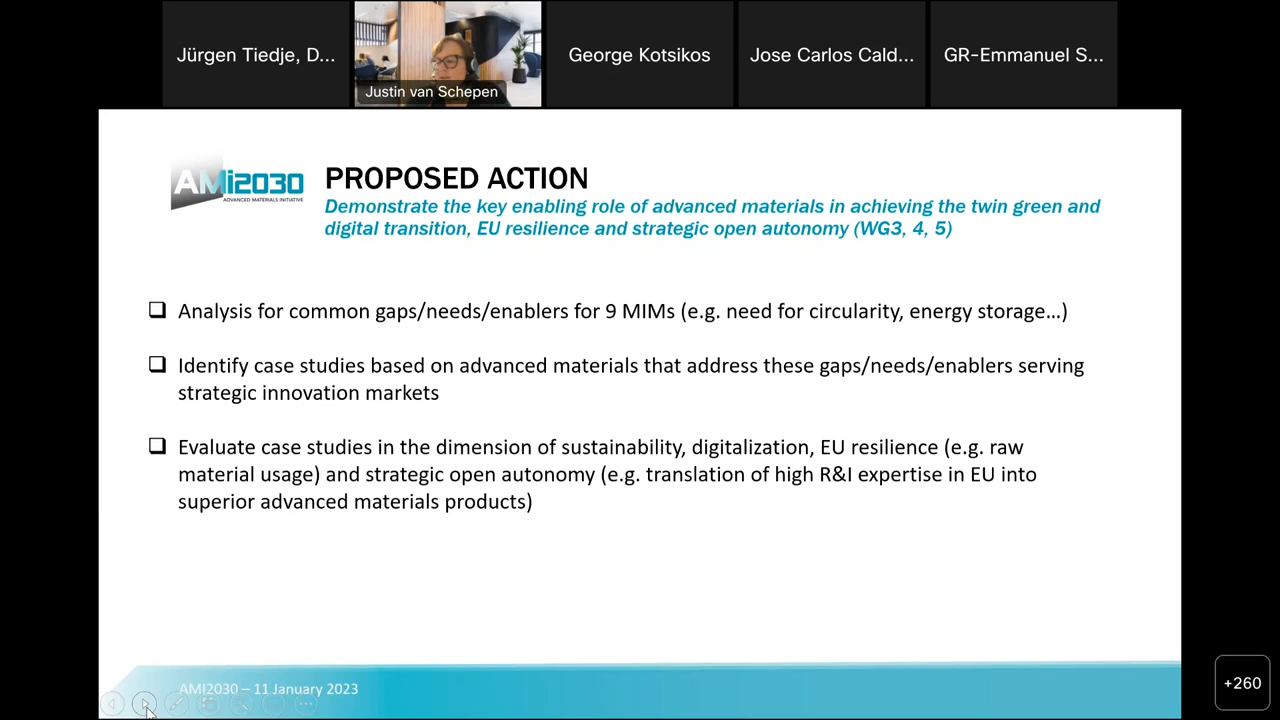 Jürgen Tiedje, D...
Justin van Schepen
George Kotsikos
Jose Carlos Cald...
GR-Emmanuel S...
AMi2030
ADVANCED MATERIALS INITIATIVE
PROPOSED ACTION
Demonstrate the key enabling role of advanced materials in achieving the twin green and
digital transition, EU resilience and strategic open autonomy (WG3, 4, 5)
Analysis for common gaps/needs/enablers for 9 MIMs (e.g. need for circularity, energy storage…)
Identify case studies based on advanced materials that address these gaps/needs/enablers serving
strategic innovation markets
Evaluate case studies in the dimension of sustainability, digitalization, EU resilience (e.g. raw
material usage) and strategic open autonomy (e.g. translation of high R&I expertise in EU into
superior advanced materials products)
AMI2030 – 11 January 2023
+260